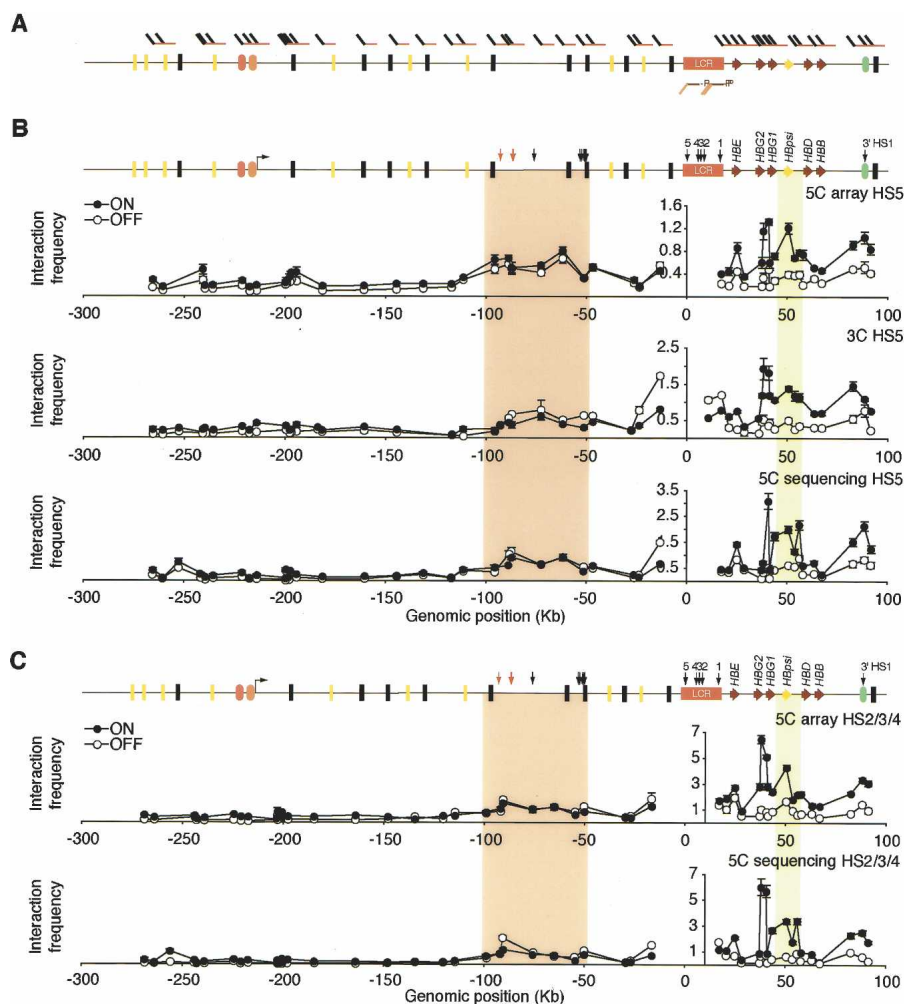 A
LCR
B
5 432 1 HBE HBG2 HBG1 HBpsi HBD HBB 3' HS1
LCR
5C array HS5
ON
OFF
Interaction frequency
1.6
1.2
.8
0.4
-300 -250 -200 -150 -100 -50 0 50 100
3C HS5
Interaction frequency
2.5
1.5
0.5
-300 -250 -200 -150 -100 -50 0 50 100
5C sequencing HS5
Interaction frequency
3.5
2.5
1.5
0.5
-300 -250 -200 -150 -100 -50 0 50 100
Genomic position (Kb)
C
5 432 1 HBE HBG2 HBG1 HBpsi HBD HBB 3' HS1
LCR
5C array HS2/3/4
ON
OFF
Interaction frequency
7
5
3
1
-300 -250 -200 -150 -100 -50 0 50 100
5C sequencing HS2/3/4
Interaction frequency
7
5
3
1
-300 -250 -200 -150 -100 -50 0 50 100
Genomic position (Kb)